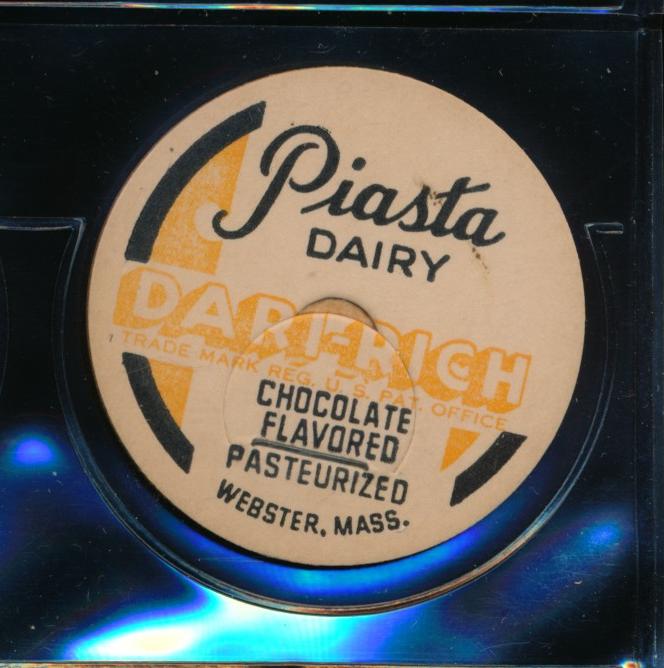 Piasta
DAIRY
DARI-RICH
TRADE MARK REG. U. S. PAT. OFFICE
CHOCOLATE
FLAVORED
PASTEURIZED
WEBSTER, MASS.